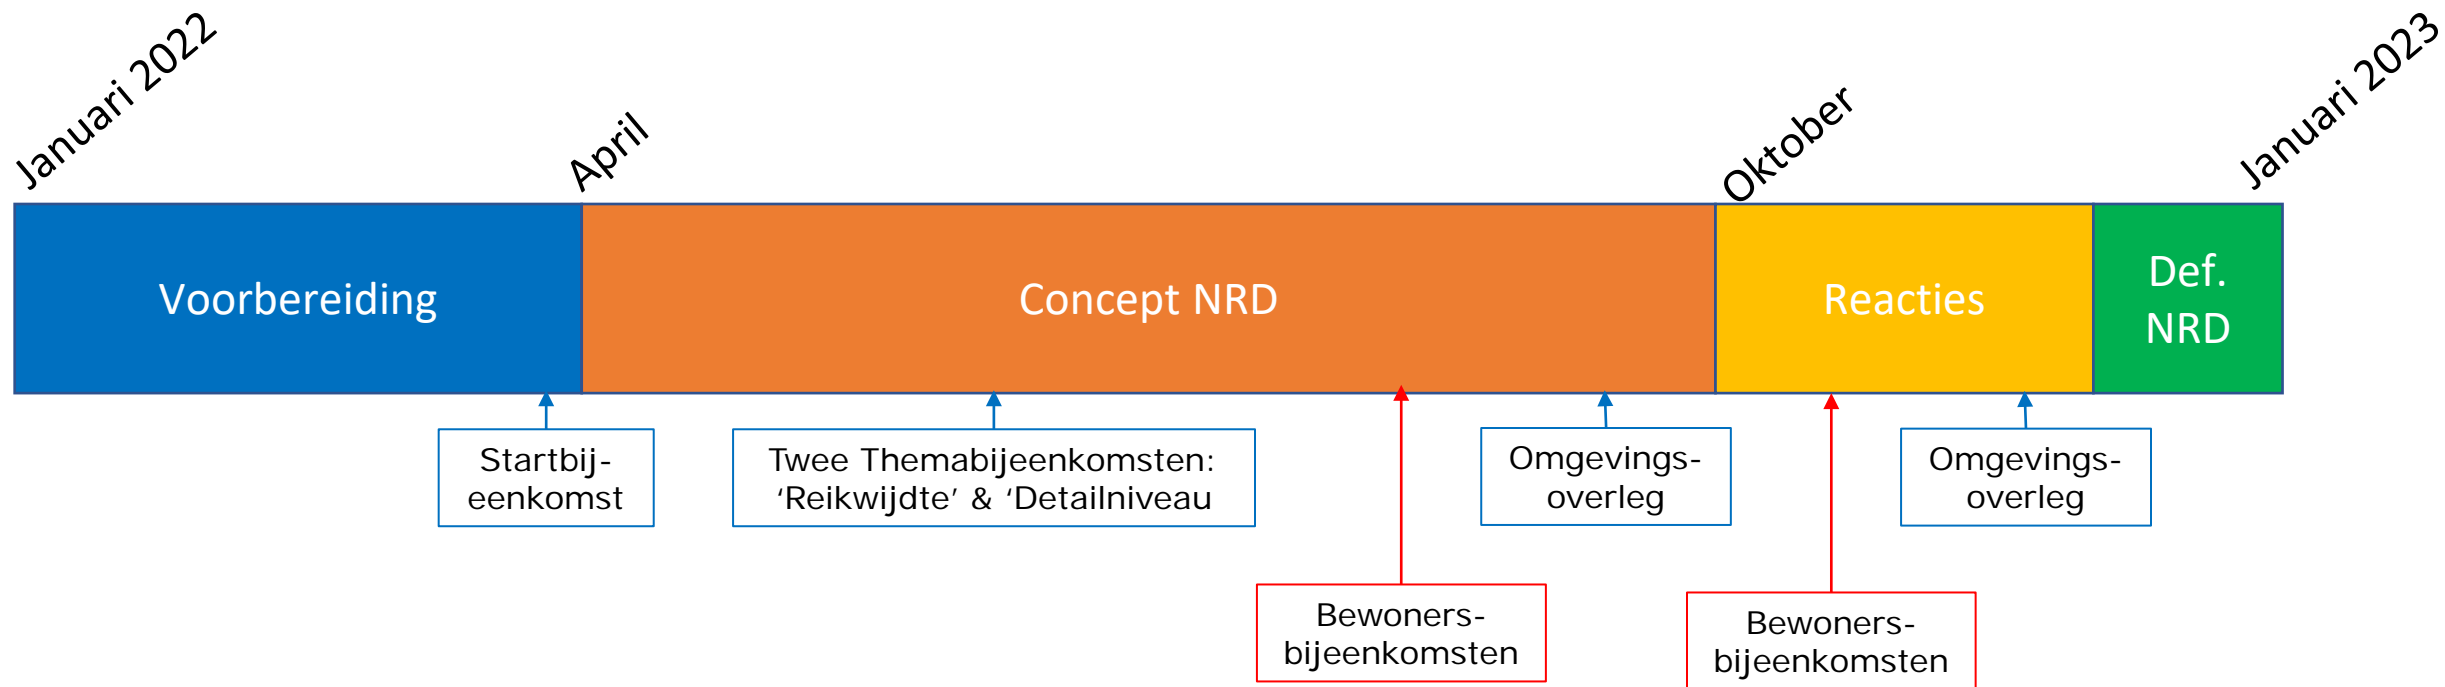 Januari 2022
April
Oktober
Januari 2023
Voorbereiding
Concept NRD
Reacties
Def.
NRD
Startbij-
eenkomst
Twee Themabijeenkomsten:
‘Reikwijdte’ & ‘Detailniveau
Omgevings-
overleg
Omgevings-
overleg
Bewoners-
bijeenkomsten
Bewoners-
bijeenkomsten